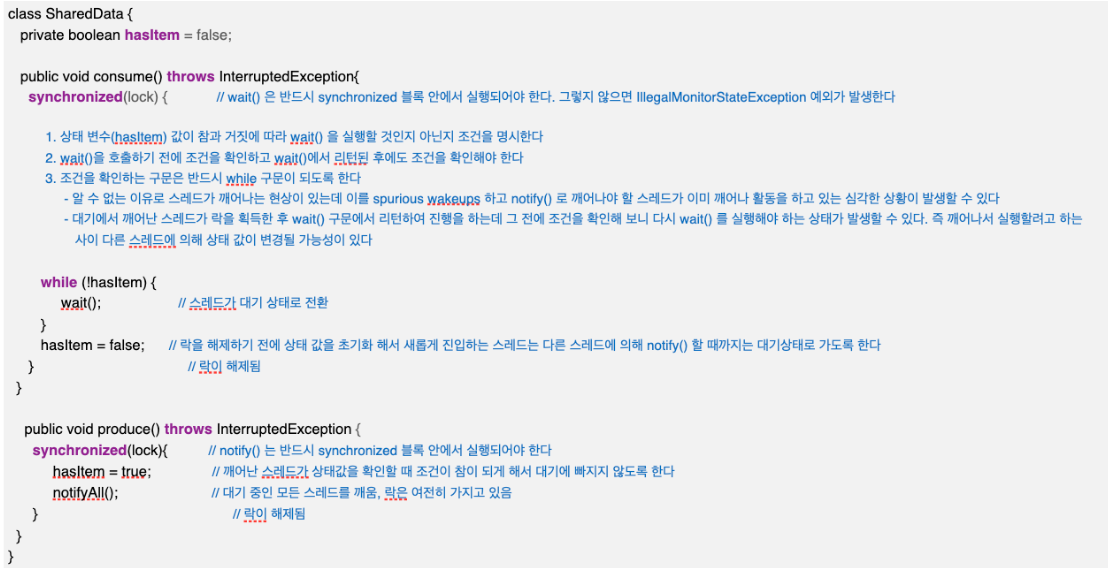 class SharedData {
private boolean hasItem = false;
public void consume() throws InterruptedException{
synchronized(lock) { // wait() 은 반드시 synchronized 블록 안에서 실행되어야 한다. 그렇지 않으면 IllegalMonitorStateException 예외가 발생한다
1. 상태 변수(hasItem) 값이 참과 거짓에 따라 wait() 을 실행할 것인지 아닌지 조건을 명시한다
2. wait()을 호출하기 전에 조건을 확인하고 wait()에서 리턴된 후에도 조건을 확인해야 한다
3. 조건을 확인하는 구문은 반드시 while 구문이 되도록 한다
- 알 수 없는 이유로 스레드가 깨어나는 현상이 있는데 이를 spurious wakeups 하고 notify() 로 깨어나야 할 스레드가 이미 깨어나 활동을 하고 있는 심각한 상황이 발생할 수 있다
- 대기에서 깨어난 스레드가 락을 획득한 후 wait() 구문에서 리턴하여 진행을 하는데 그 전에 조건을 확인해 보니 다시 wait() 를 실행해야 하는 상태가 발생할 수 있다. 즉 깨어나서 실행할려고 하는
사이 다른 스레드에 의해 상태 값이 변경될 가능성이 있다
while (!hasItem) {
wait(); // 스레드가 대기 상태로 전환
}
hasItem = false; // 락을 해제하기 전에 상태 값을 초기화 해서 새롭게 진입하는 스레드는 다른 스레드에 의해 notify() 할 때까지는 대기상태로 가도록 한다
} // 락이 해제됨
}
public void produce() throws InterruptedException {
synchronized(lock){ // notify() 는 반드시 synchronized 블록 안에서 실행되어야 한다
hasItem = true; // 깨어난 스레드가 상태값을 확인할 때 조건이 참이 되게 해서 대기에 빠지지 않도록 한다
notifyAll(); // 대기 중인 모든 스레드를 깨움, 락은 여전히 가지고 있음
} // 락이 해제됨
}
}